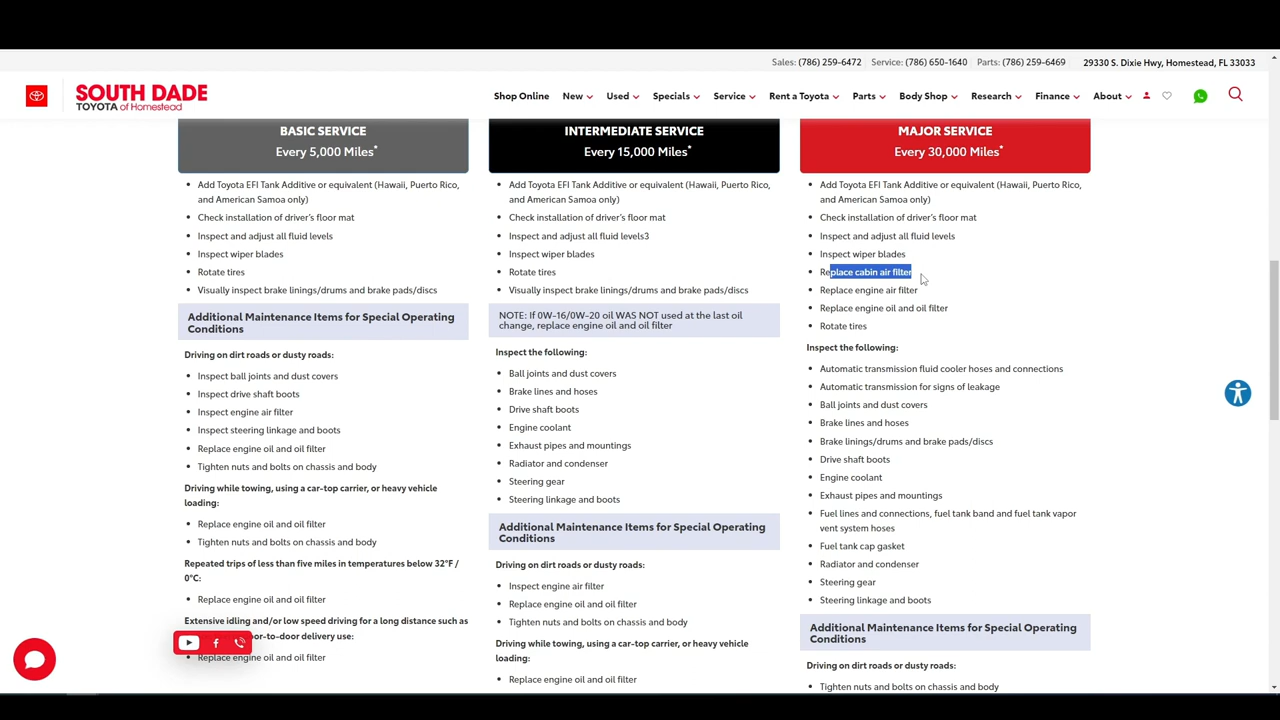 Sales: (786) 259-6472 Service: (786) 650-1640 Parts: (786) 259-6469 29330 S. Dixie Hwy, Homestead, FL 33033
SOUTH DADE
TOYOTA of Homestead
Shop Online New Used Specials Service Rent a Toyota Parts Body Shop Research Finance About
BASIC SERVICE
Every 5,000 Miles*
Add Toyota EFI Tank Additive or equivalent (Hawaii, Puerto Rico,
and American Samoa only)
Check installation of driver's floor mat
Inspect and adjust all fluid levels
Inspect wiper blades
Rotate tires
Visually inspect brake linings/drums and brake pads/discs
Additional Maintenance Items for Special Operating
Conditions
Driving on dirt roads or dusty roads:
Inspect ball joints and dust covers
Inspect drive shaft boots
Inspect engine air filter
Inspect steering linkage and boots
Replace engine oil and oil filter
Tighten nuts and bolts on chassis and body
Driving while towing, using a car-top carrier, or heavy vehicle
loading:
Replace engine oil and oil filter
Tighten nuts and bolts on chassis and body
Repeated trips of less than five miles in temperatures below 32°F /
0°C:
Replace engine oil and oil filter
Extensive idling and/or low speed driving for a long distance such as
oor-to-door delivery use:
Replace engine oil and oil filter
INTERMEDIATE SERVICE
Every 15,000 Miles*
Add Toyota EFI Tank Additive or equivalent (Hawaii, Puerto Rico,
and American Samoa only)
Check installation of driver's floor mat
Inspect and adjust all fluid levels3
Inspect wiper blades
Rotate tires
Visually inspect brake linings/drums and brake pads/discs
NOTE: If 0W-16/0W-20 oil WAS NOT used at the last oil
change, replace engine oil and oil filter
Inspect the following:
Ball joints and dust covers
Brake lines and hoses
Drive shaft boots
Engine coolant
Exhaust pipes and mountings
Radiator and condenser
Steering gear
Steering linkage and boots
Additional Maintenance Items for Special Operating
Conditions
Driving on dirt roads or dusty roads:
Inspect engine air filter
Replace engine oil and oil filter
Tighten nuts and bolts on chassis and body
Driving while towing, using a car-top carrier, or heavy vehicle
loading:
Replace engine oil and oil filter
MAJOR SERVICE
Every 30,000 Miles*
Add Toyota EFI Tank Additive or equivalent (Hawaii, Puerto Rico,
and American Samoa only)
Check installation of driver's floor mat
Inspect and adjust all fluid levels
Inspect wiper blades
Replace cabin air filter
Replace engine air filter
Replace engine oil and oil filter
Rotate tires
Inspect the following:
Automatic transmission fluid cooler hoses and connections
Automatic transmission for signs of leakage
Ball joints and dust covers
Brake lines and hoses
Brake linings/drums and brake pads/discs
Drive shaft boots
Engine coolant
Exhaust pipes and mountings
Fuel lines and connections, fuel tank band and fuel tank vapor
vent system hoses
Fuel tank cap gasket
Radiator and condenser
Steering gear
Steering linkage and boots
Additional Maintenance Items for Special Operating
Conditions
Driving on dirt roads or dusty roads:
Tighten nuts and bolts on chassis and body